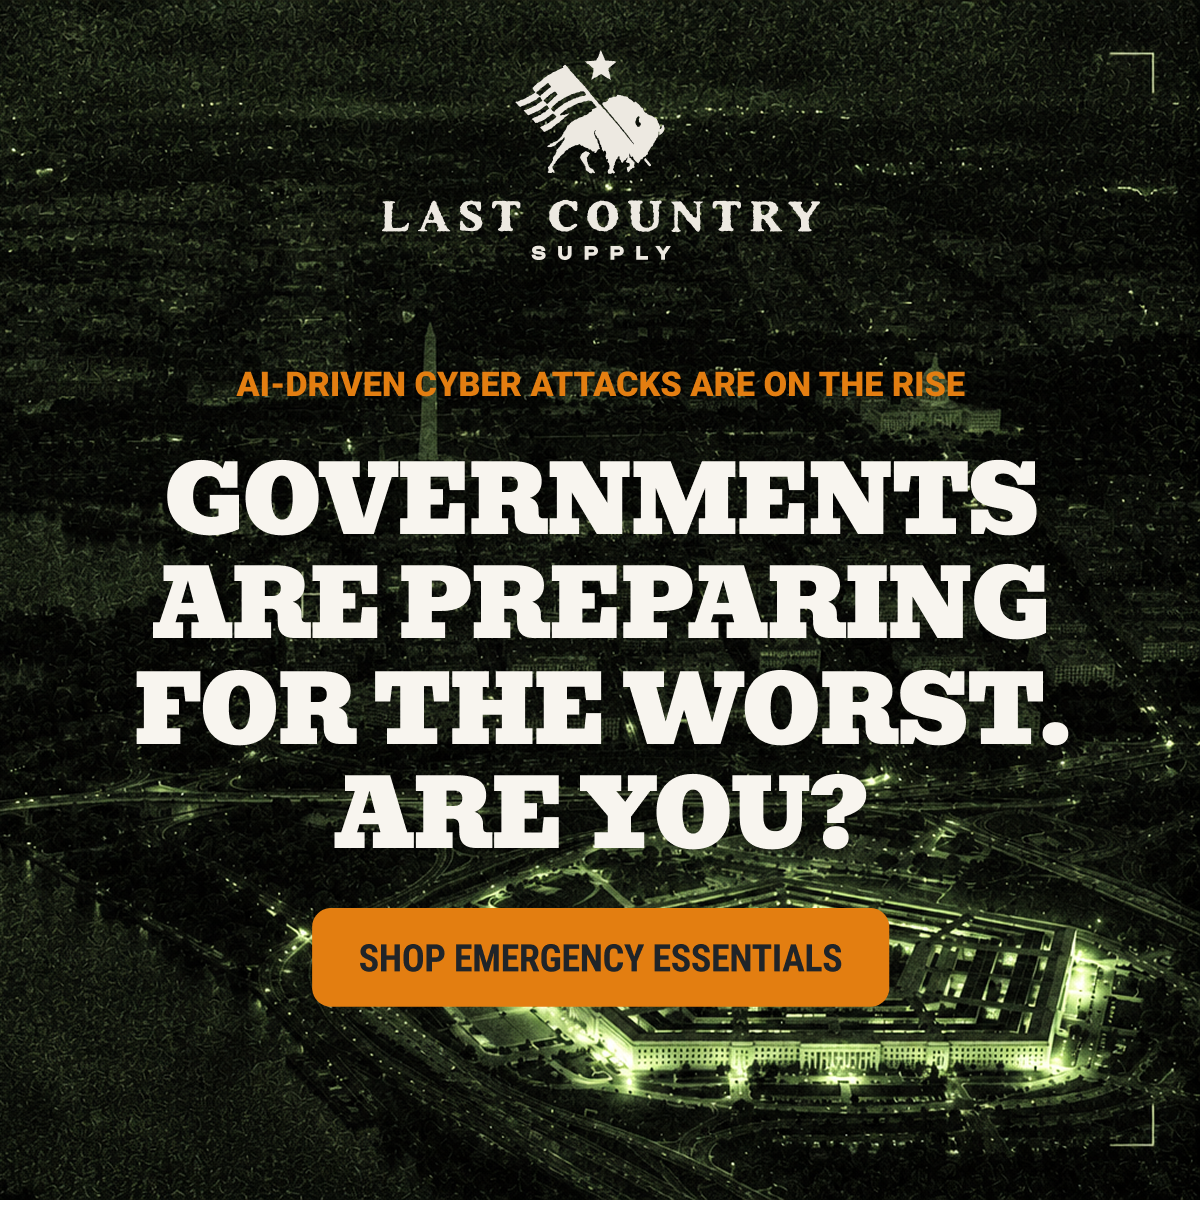 LAST COUNTRY
SUPPLY
AI-DRIVEN CYBER ATTACKS ARE ON THE RISE
GOVERNMENTS
ARE PREPARING
FOR THE WORST.
ARE YOU?
SHOP EMERGENCY ESSENTIALS